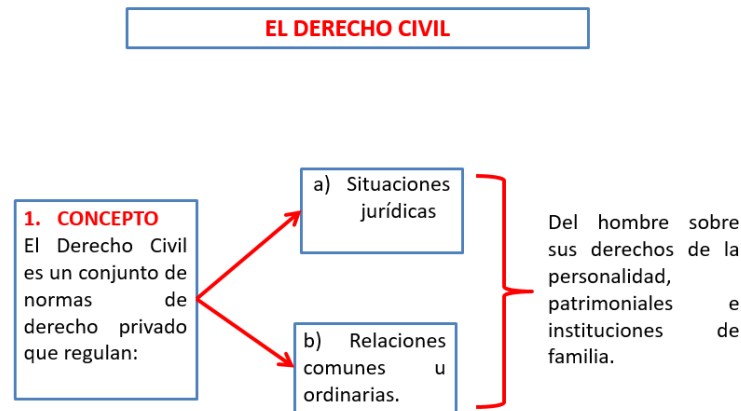 EL DERECHO CIVIL
1. CONCEPTO
El Derecho Civil
es un conjunto de
normas de
derecho privado
que regulan:
a) Situaciones
jurídicas
b) Relaciones
comunes u
ordinarias.
Del hombre sobre
sus derechos de la
personalidad,
patrimoniales e
instituciones de
familia.